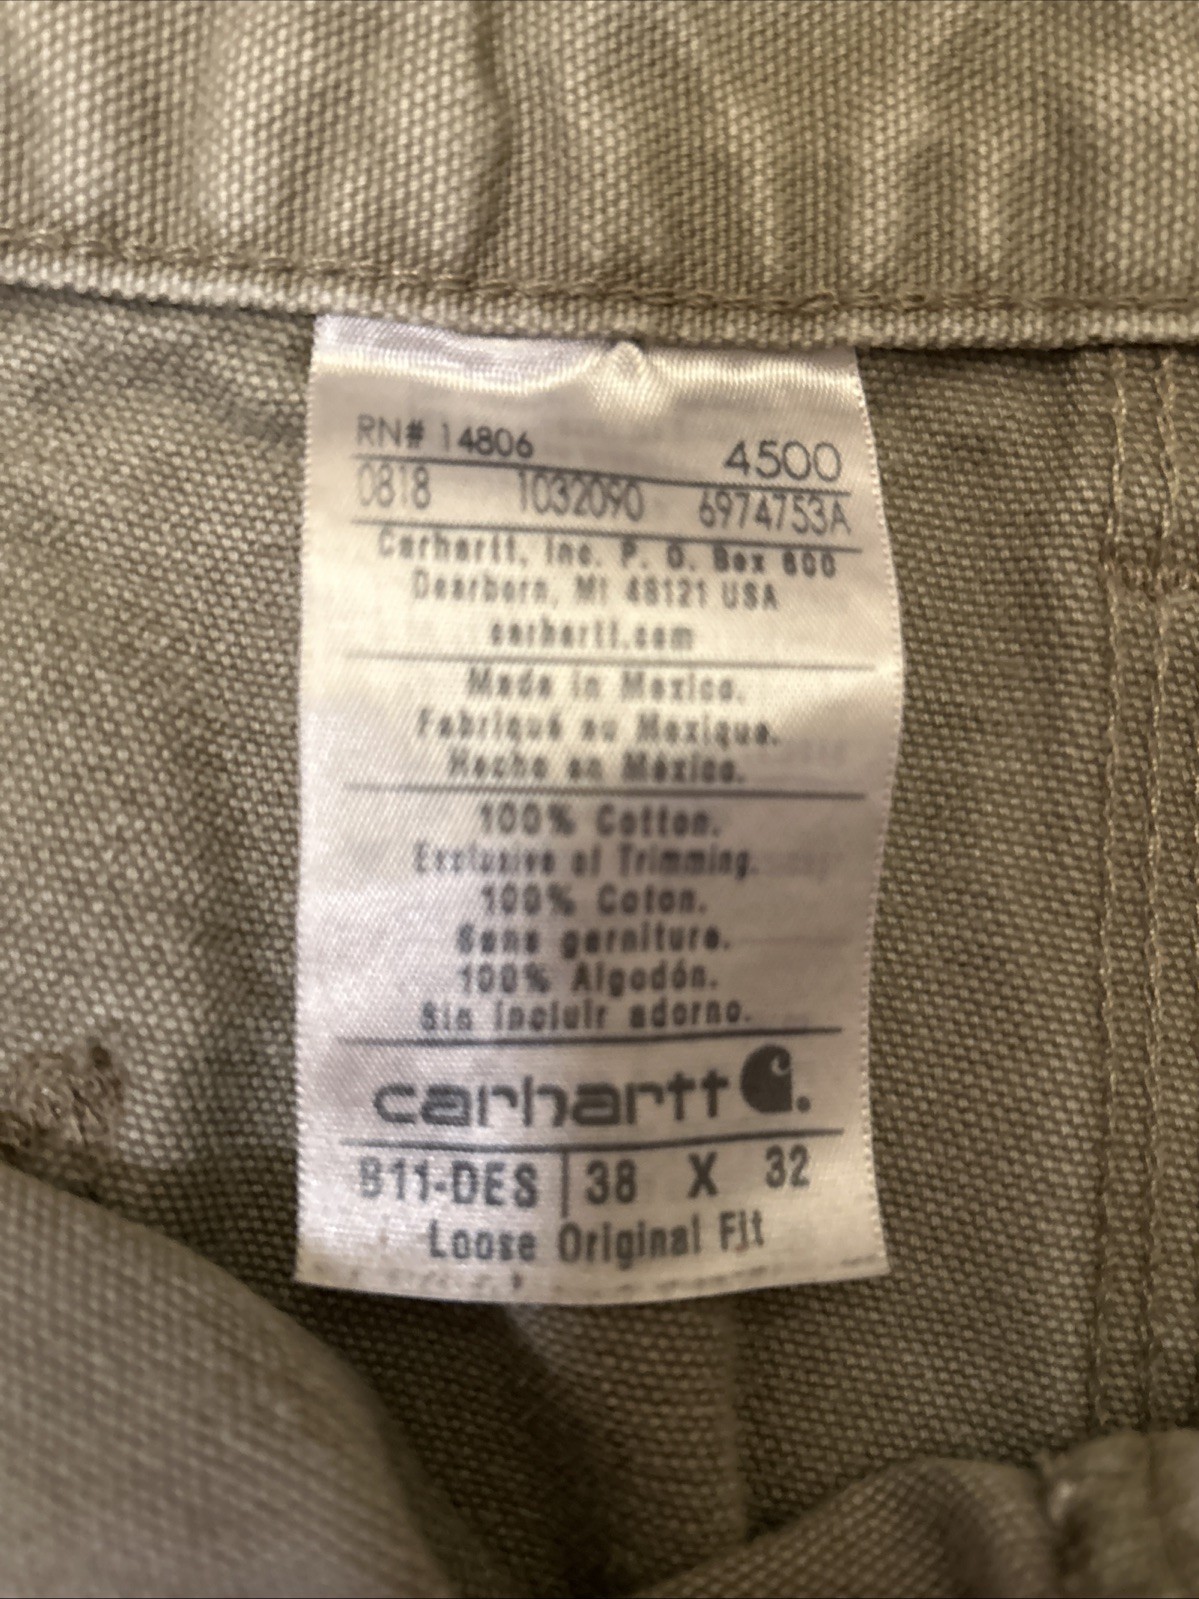 RN# 14806 4500
0818 1032090 6974753A
Carhartt, Inc. P. O. Box 600
Dearborn, MI 48121 USA
carhartt.com
Made in Mexico.
Fabriqué au Mexique.
Hecho en México.
100% Cotton.
Exclusive of Trimming.
100% Coton.
Sans garniture.
100% Algodón.
Sin incluir adorno.
carhartt
B11-DES 38 X 32
Loose Original Fit